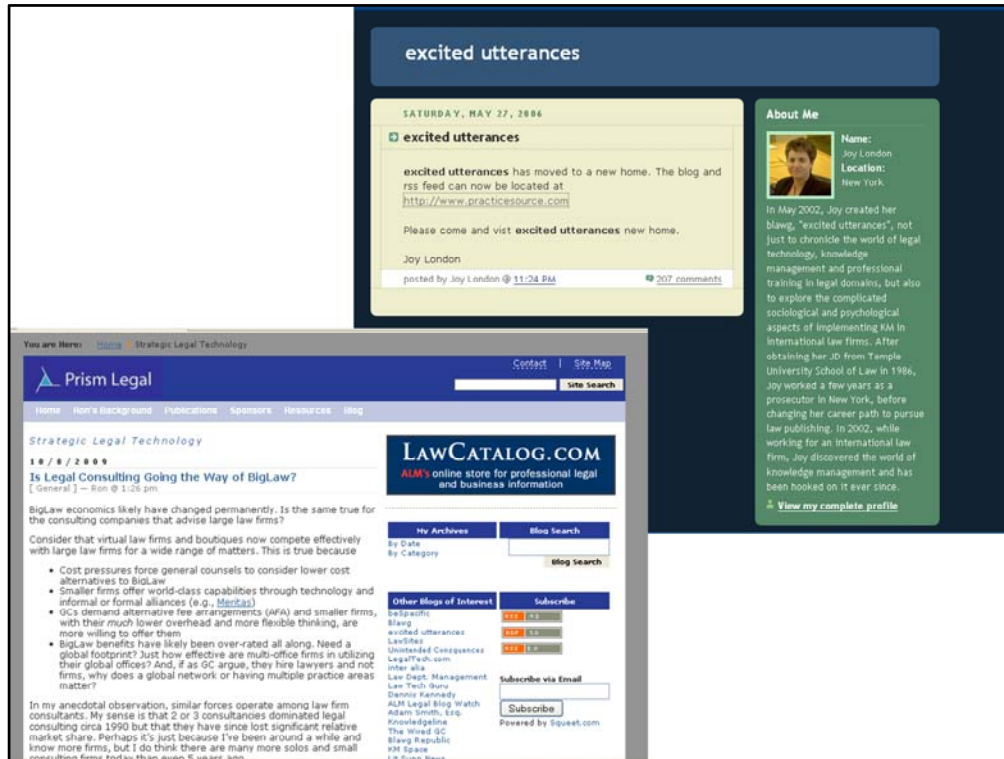 excited utterances
SATURDAY, MAY 27, 2006
excited utterances
excited utterances has moved to a new home. The blog and
rss feed can now be located at
http://www.practicesource.com
Please come and vist excited utterances new home.
Joy London
posted by Joy London @ 11:24 PM
207 comments
About Me
Name:
Joy London
Location:
New York
In May 2002, Joy created her
blawg, "excited utterances", not
just to chronicle the world of legal
technology, knowledge
management and professional
training in legal domains, but also
to explore the complicated
sociological and psychological
aspects of implementing KM in
international law firms. After
obtaining her JD from Temple
University School of Law in 1986,
Joy worked a few years as a
prosecutor in New York, before
changing her career path to pursue
law publishing. In 2002, while
working for an international law
firm, Joy discovered the world of
knowledge management and has
been hooked on it ever since.
View my complete profile
You are Here: Home Strategic Legal Technology
Contact | Site Map
Prism Legal
Site Search
Home Ron's Background Publications Sponsors Resources Blog
Strategic Legal Technology
10/8/2009
Is Legal Consulting Going the Way of BigLaw?
[ General ] — Ron @ 1:26 pm
BigLaw economics likely have changed permanently. Is the same true for
the consulting companies that advise large law firms?
Consider that virtual law firms and boutiques now compete effectively
with large law firms for a wide range of matters. This is true because
• Cost pressures force general counsels to consider lower cost
alternatives to BigLaw
• Smaller firms offer world-class capabilities through technology and
informal or formal alliances (e.g., Meritas)
• GCs demand alternative fee arrangements (AFA) and smaller firms,
with their much lower overhead and more flexible thinking, are
more willing to offer them
• BigLaw benefits have likely been over-rated all along. Need a
global footprint? Just how effective are multi-office firms in utilizing
their global offices? And, if as GC argue, they hire lawyers and not
firms, why does a global network or having multiple practice areas
matter?
In my anecdotal observation, similar forces operate among law firm
consultants. My sense is that 2 or 3 consultancies dominated legal
consulting circa 1990 but that they have since lost significant relative
market share. Perhaps it's just because I've been around a while and
know more firms, but I do think there are many more solos and small
consulting firms today than even 5 years ago
LAWCATALOG.COM
ALM's online store for professional legal
and business information
My Archives
By Date
By Category
Blog Search
Blog Search
Other Blogs of Interest
beSpecific
Blawg
excited utterances
LawSites
Unintended Consquances
LegalTech.com
inter alia
Law Dept. Management
Law Tech Guru
Dennis Kennedy
ALM Legal Blog Watch
Adam Smith, Esq.
Knowledgeline
The Wired GC
Blawg Republic
KM Space
Lit Supp News
Subscribe
Subscribe via Email
Subscribe
Powered by Squeet.com